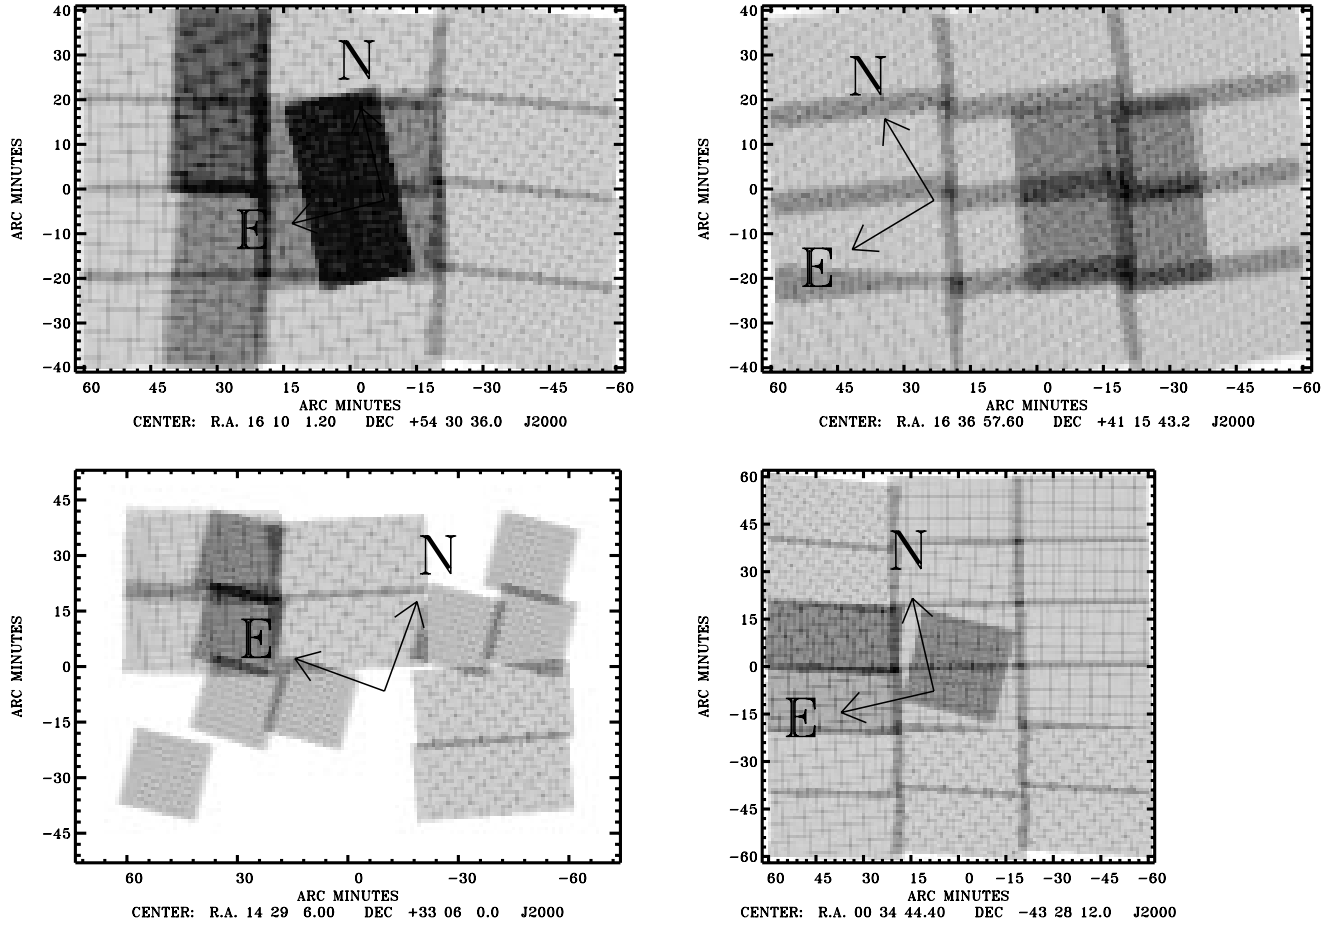 40
30
20
10
0
−10
−20
−30
−40
ARC MINUTES
N
E
60 45 30 15 0 −15 −30 −45 −60
ARC MINUTES
CENTER: R.A. 16 10 1.20 DEC +54 30 36.0 J2000
40
30
20
10
0
−10
−20
−30
−40
ARC MINUTES
N
E
60 45 30 15 0 −15 −30 −45 −60
ARC MINUTES
CENTER: R.A. 16 36 57.60 DEC +41 15 43.2 J2000
45
30
15
0
−15
−30
−45
ARC MINUTES
N
E
60 30 0 −30 −60
ARC MINUTES
CENTER: R.A. 14 29 6.00 DEC +33 06 0.0 J2000
60
45
30
15
0
−15
−30
−45
−60
ARC MINUTES
N
E
60 45 30 15 0 −15 −30 −45 −60
ARC MINUTES
CENTER: R.A. 00 34 44.40 DEC −43 28 12.0 J2000